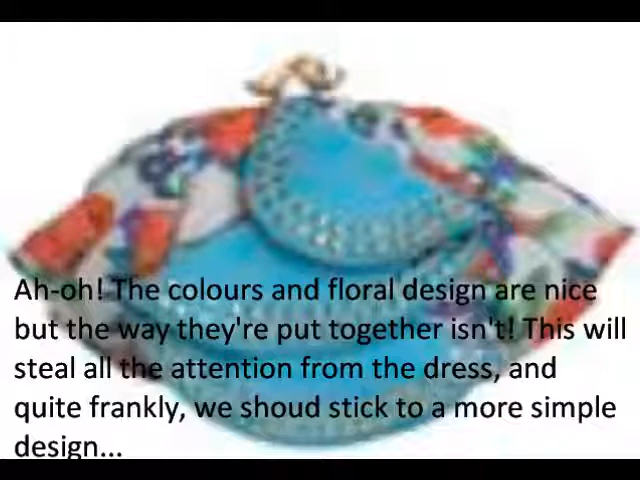 Ah-oh! The colours and floral design are nice
but the way they're put together isn't! This will
steal all the attention from the dress, and
quite frankly, we shoud stick to a more simple
design...